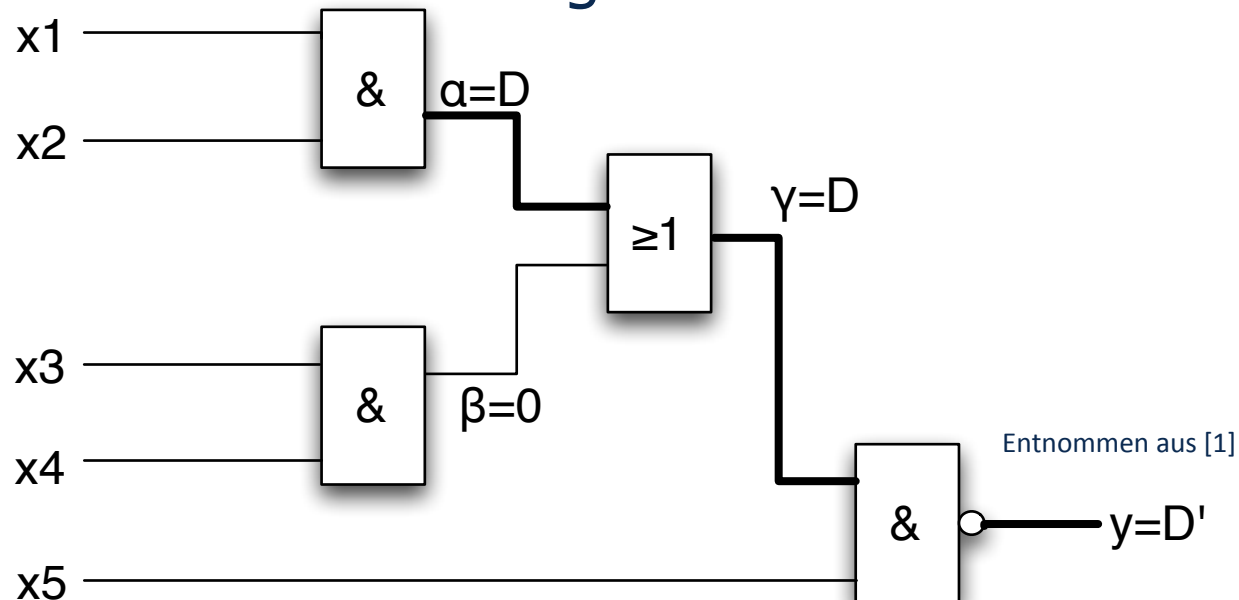 x1
&
α=D
x2
≥1
γ=D
x3
&
β=0
x4
Entnommen aus [1]
&
y=D'
x5